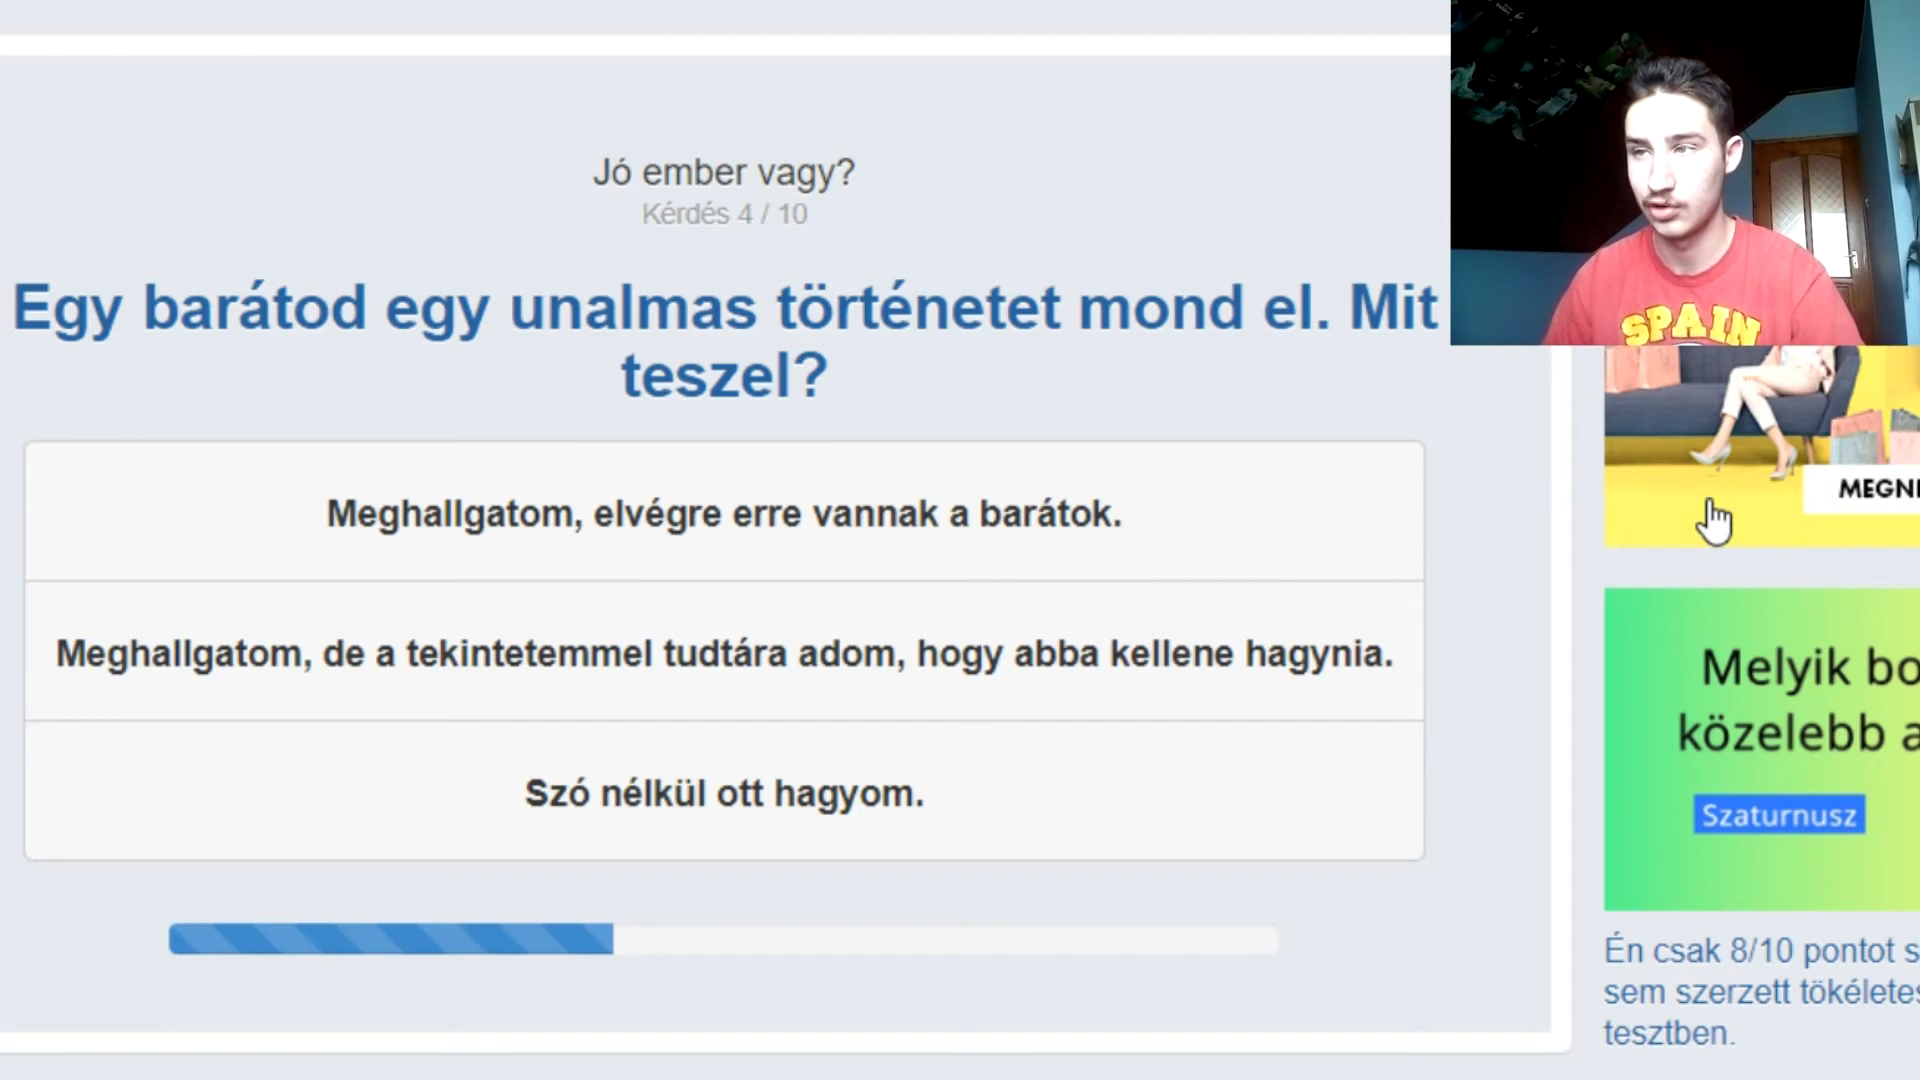 Jó ember vagy?
Kérdés 4 / 10
Egy barátod egy unalmas történetet mond el. Mit
teszel?
Meghallgatom, elvégre erre vannak a barátok.
Meghallgatom, de a tekintetemmel tudtára adom, hogy abba kellene hagynia.
Szó nélkül ott hagyom.
SPAIN
MEGN
Melyik bo
közelebb a
Szaturnusz
Én csak 8/10 pontot s
sem szerzett tökéletes
tesztben.